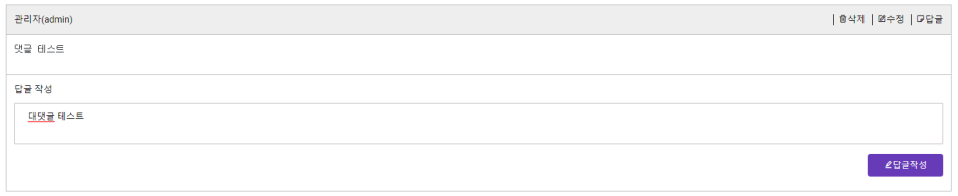 관리자(admin) | 삭제 | 수정 | 답글
댓글 테스트
답글 작성
대댓글 테스트
답글작성